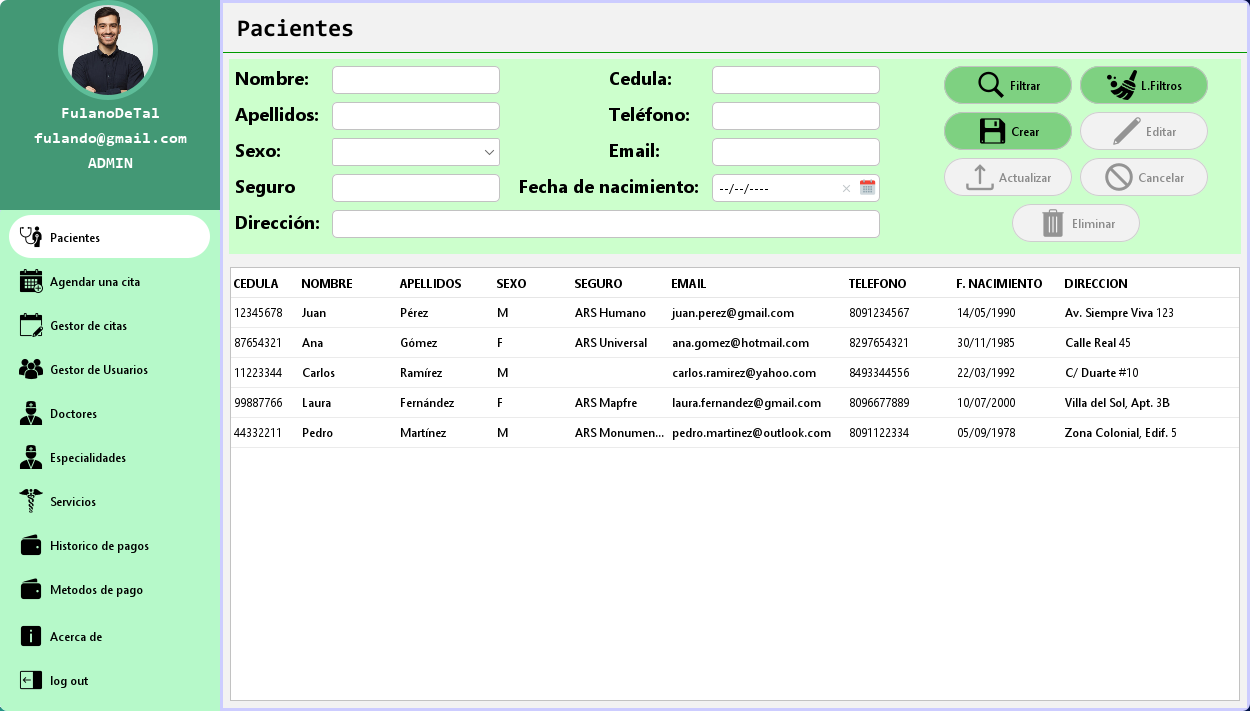 FulanoDeTal
fulando@gmail.com
ADMIN
Pacientes
Agendar una cita
Gestor de citas
Gestor de Usuarios
Doctores
Especialidades
Servicios
Historico de pagos
Metodos de pago
Acerca de
log out
Pacientes
Nombre: Cedula:
Apellidos: Teléfono:
Sexo: Email:
Seguro Fecha de nacimiento: --/--/----
Dirección:
Filtrar L.Filtros
Crear Editar
Actualizar Cancelar
Eliminar
CEDULA NOMBRE APELLIDOS SEXO SEGURO EMAIL TELEFONO F. NACIMIENTO DIRECCION
12345678 Juan Pérez M ARS Humano juan.perez@gmail.com 8091234567 14/05/1990 Av. Siempre Viva 123
87654321 Ana Gómez F ARS Universal ana.gomez@hotmail.com 8297654321 30/11/1985 Calle Real 45
11223344 Carlos Ramírez M carlos.ramirez@yahoo.com 8493344556 22/03/1992 C/ Duarte #10
99887766 Laura Fernández F ARS Mapfre laura.fernandez@gmail.com 8096677889 10/07/2000 Villa del Sol, Apt. 3B
44332211 Pedro Martínez M ARS Monumen... pedro.martinez@outlook.com 8091122334 05/09/1978 Zona Colonial, Edif. 5